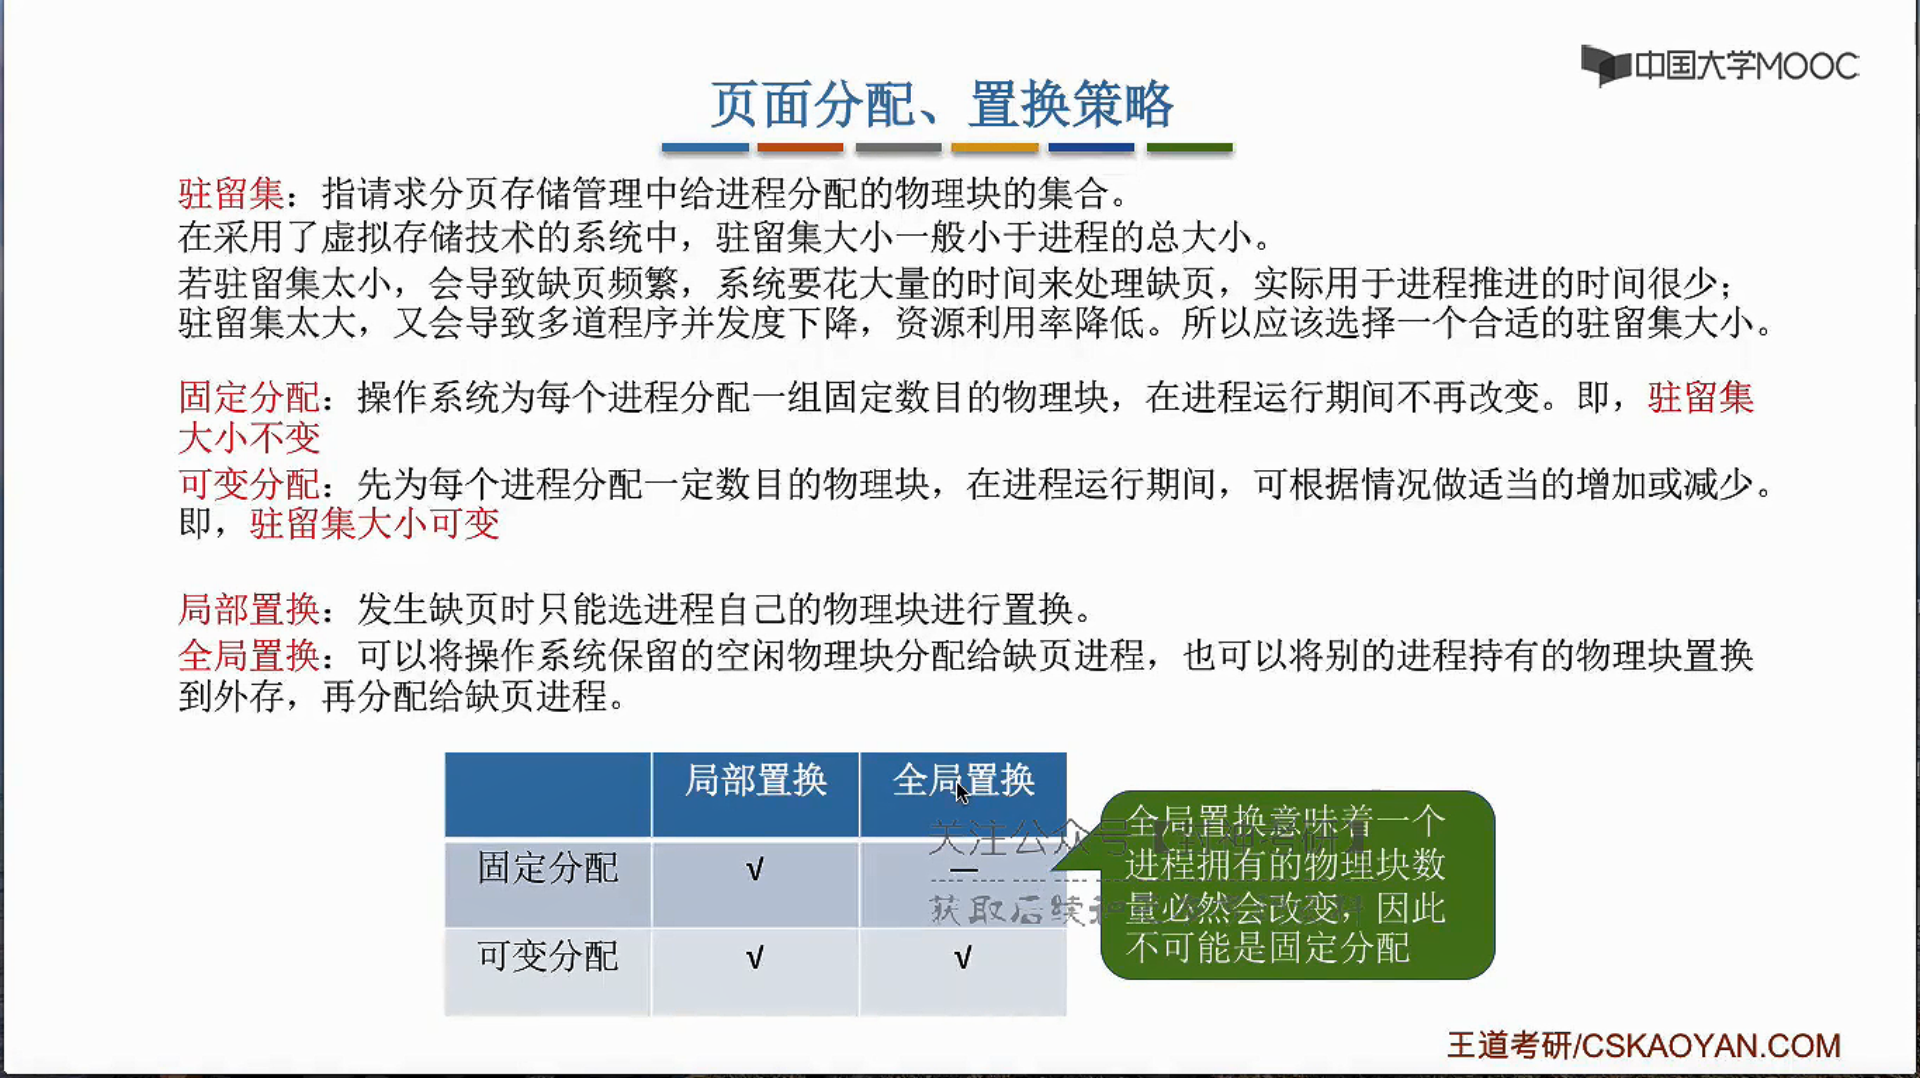 中国大学MOOC
页面分配、置换策略
驻留集：指请求分页存储管理中给进程分配的物理块的集合。
在采用了虚拟存储技术的系统中，驻留集大小一般小于进程的总大小。
若驻留集太小，会导致缺页频繁，系统要花大量的时间来处理缺页，实际用于进程推进的时间很少；
驻留集太大，又会导致多道程序并发度下降，资源利用率降低。所以应该选择一个合适的驻留集大小。
固定分配：操作系统为每个进程分配一组固定数目的物理块，在进程运行期间不再改变。即，驻留集
大小不变
可变分配：先为每个进程分配一定数目的物理块，在进程运行期间，可根据情况做适当的增加或减少。
即，驻留集大小可变
局部置换：发生缺页时只能选进程自己的物理块进行置换。
全局置换：可以将操作系统保留的空闲物理块分配给缺页进程，也可以将别的进程持有的物理块置换
到外存，再分配给缺页进程。
局部置换 全局置换
固定分配 √ —
可变分配 √ √
全局置换意味着一个
进程拥有的物理块数
量必然会改变，因此
不可能是固定分配
关注公众号【 考研】
获取后续
王道考研/CSKAOYAN.COM